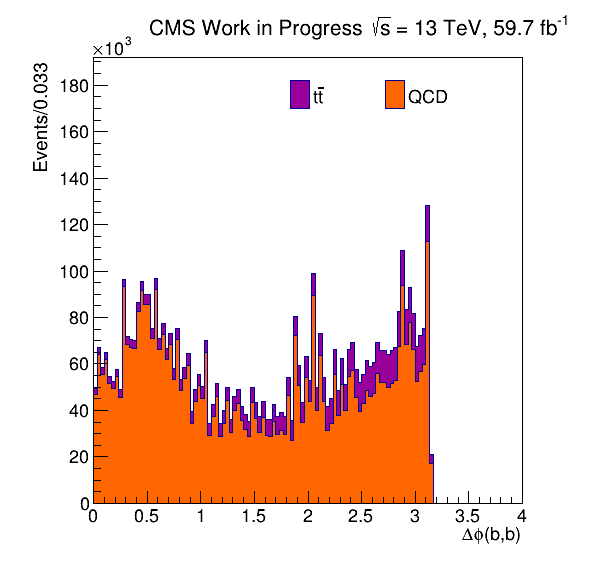 CMS Work in Progress √s = 13 TeV, 59.7 fb⁻¹
×10³
Events/0.033
180
160
140
120
100
80
60
40
20
0
tt̄
QCD
0 0.5 1 1.5 2 2.5 3 3.5 4
Δϕ(b,b)